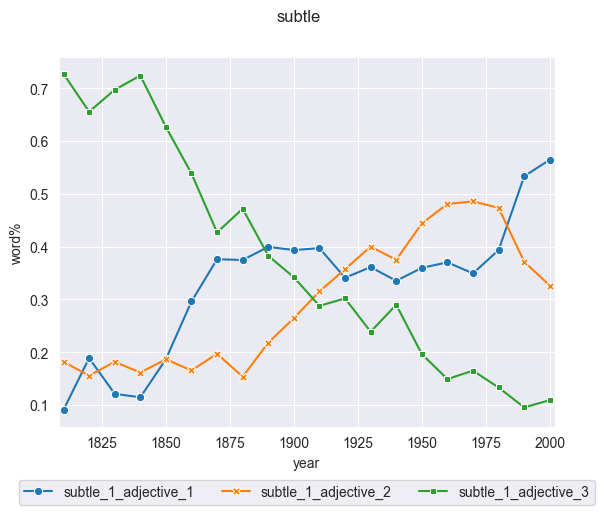 subtle
0.7
0.6
0.5
0.4
0.3
0.2
0.1
word%
1825 1850 1875 1900 1925 1950 1975 2000
year
subtle_1_adjective_1 subtle_1_adjective_2 subtle_1_adjective_3